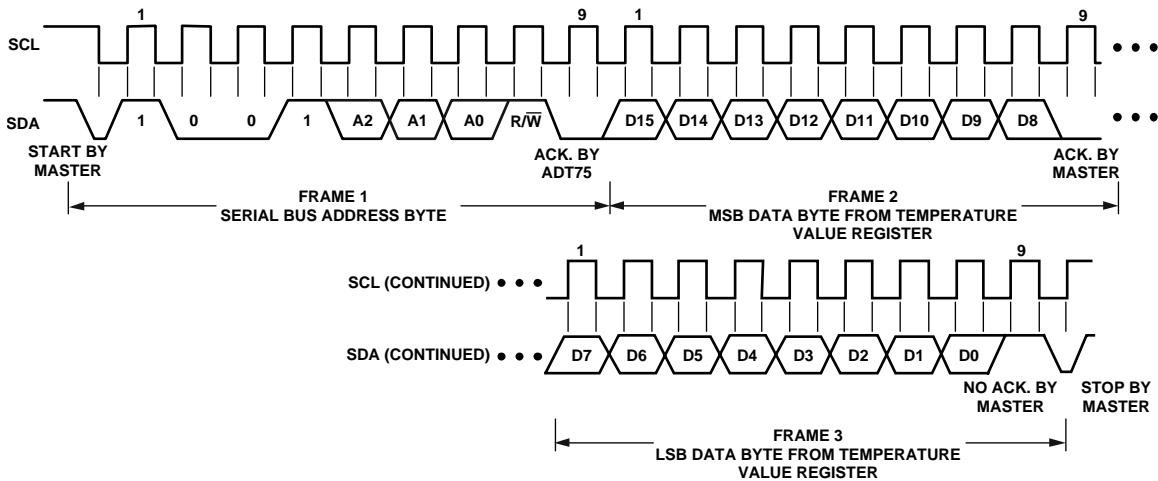 1 9 1 9
SCL
SDA
1 0 0 1 A2 A1 A0 R/W̅ D15 D14 D13 D12 D11 D10 D9 D8
START BY
MASTER
ACK. BY
ADT75
ACK. BY
MASTER
FRAME 1
SERIAL BUS ADDRESS BYTE
FRAME 2
MSB DATA BYTE FROM TEMPERATURE
VALUE REGISTER
1 9
SCL (CONTINUED)
SDA (CONTINUED)
D7 D6 D5 D4 D3 D2 D1 D0
NO ACK. BY
MASTER
STOP BY
MASTER
FRAME 3
LSB DATA BYTE FROM TEMPERATURE
VALUE REGISTER